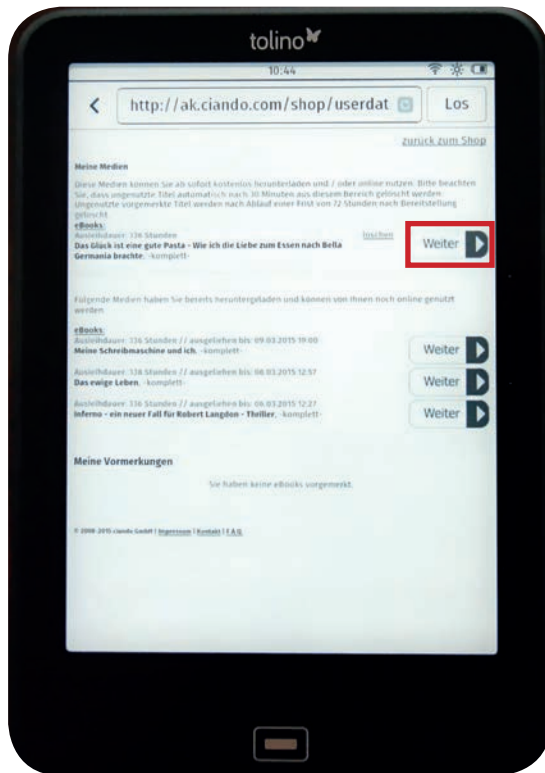 tolino
10:44
http://ak.ciando.com/shop/userdat
Los
zurück zum Shop
Meine Medien
Diese Medien können Sie ab sofort kostenlos herunterladen und / oder online nutzen. Bitte beachten
Sie, dass ungenutzte Titel automatisch nach 30 Minuten aus diesem Bereich gelöscht werden.
Ungenutzte vorgemerkte Titel werden nach Ablauf einer Frist von 72 Stunden nach Bereitstellung
gelöscht.
eBooks:
Ausleihdauer: 336 Stunden
löschen
Das Glück ist eine gute Pasta - Wie ich die Liebe zum Essen nach Bella
Germania brachte, -komplett-
Weiter
Folgende Medien haben Sie bereits heruntergeladen und können von Ihnen noch online genutzt
werden
eBooks:
Ausleihdauer: 336 Stunden // ausgeliehen bis: 09.03.2015 19:00
Meine Schreibmaschine und ich, -komplett-
Weiter
Ausleihdauer: 336 Stunden // ausgeliehen bis: 06.03.2015 12:57
Das ewige Leben, -komplett-
Weiter
Ausleihdauer: 336 Stunden // ausgeliehen bis: 06.03.2015 12:27
Inferno - ein neuer Fall für Robert Langdon - Thriller, -komplett-
Weiter
Meine Vormerkungen
Sie haben keine eBooks vorgemerkt.
© 2000-2015 ciando GmbH | Impressum | Kontakt | F.A.Q.